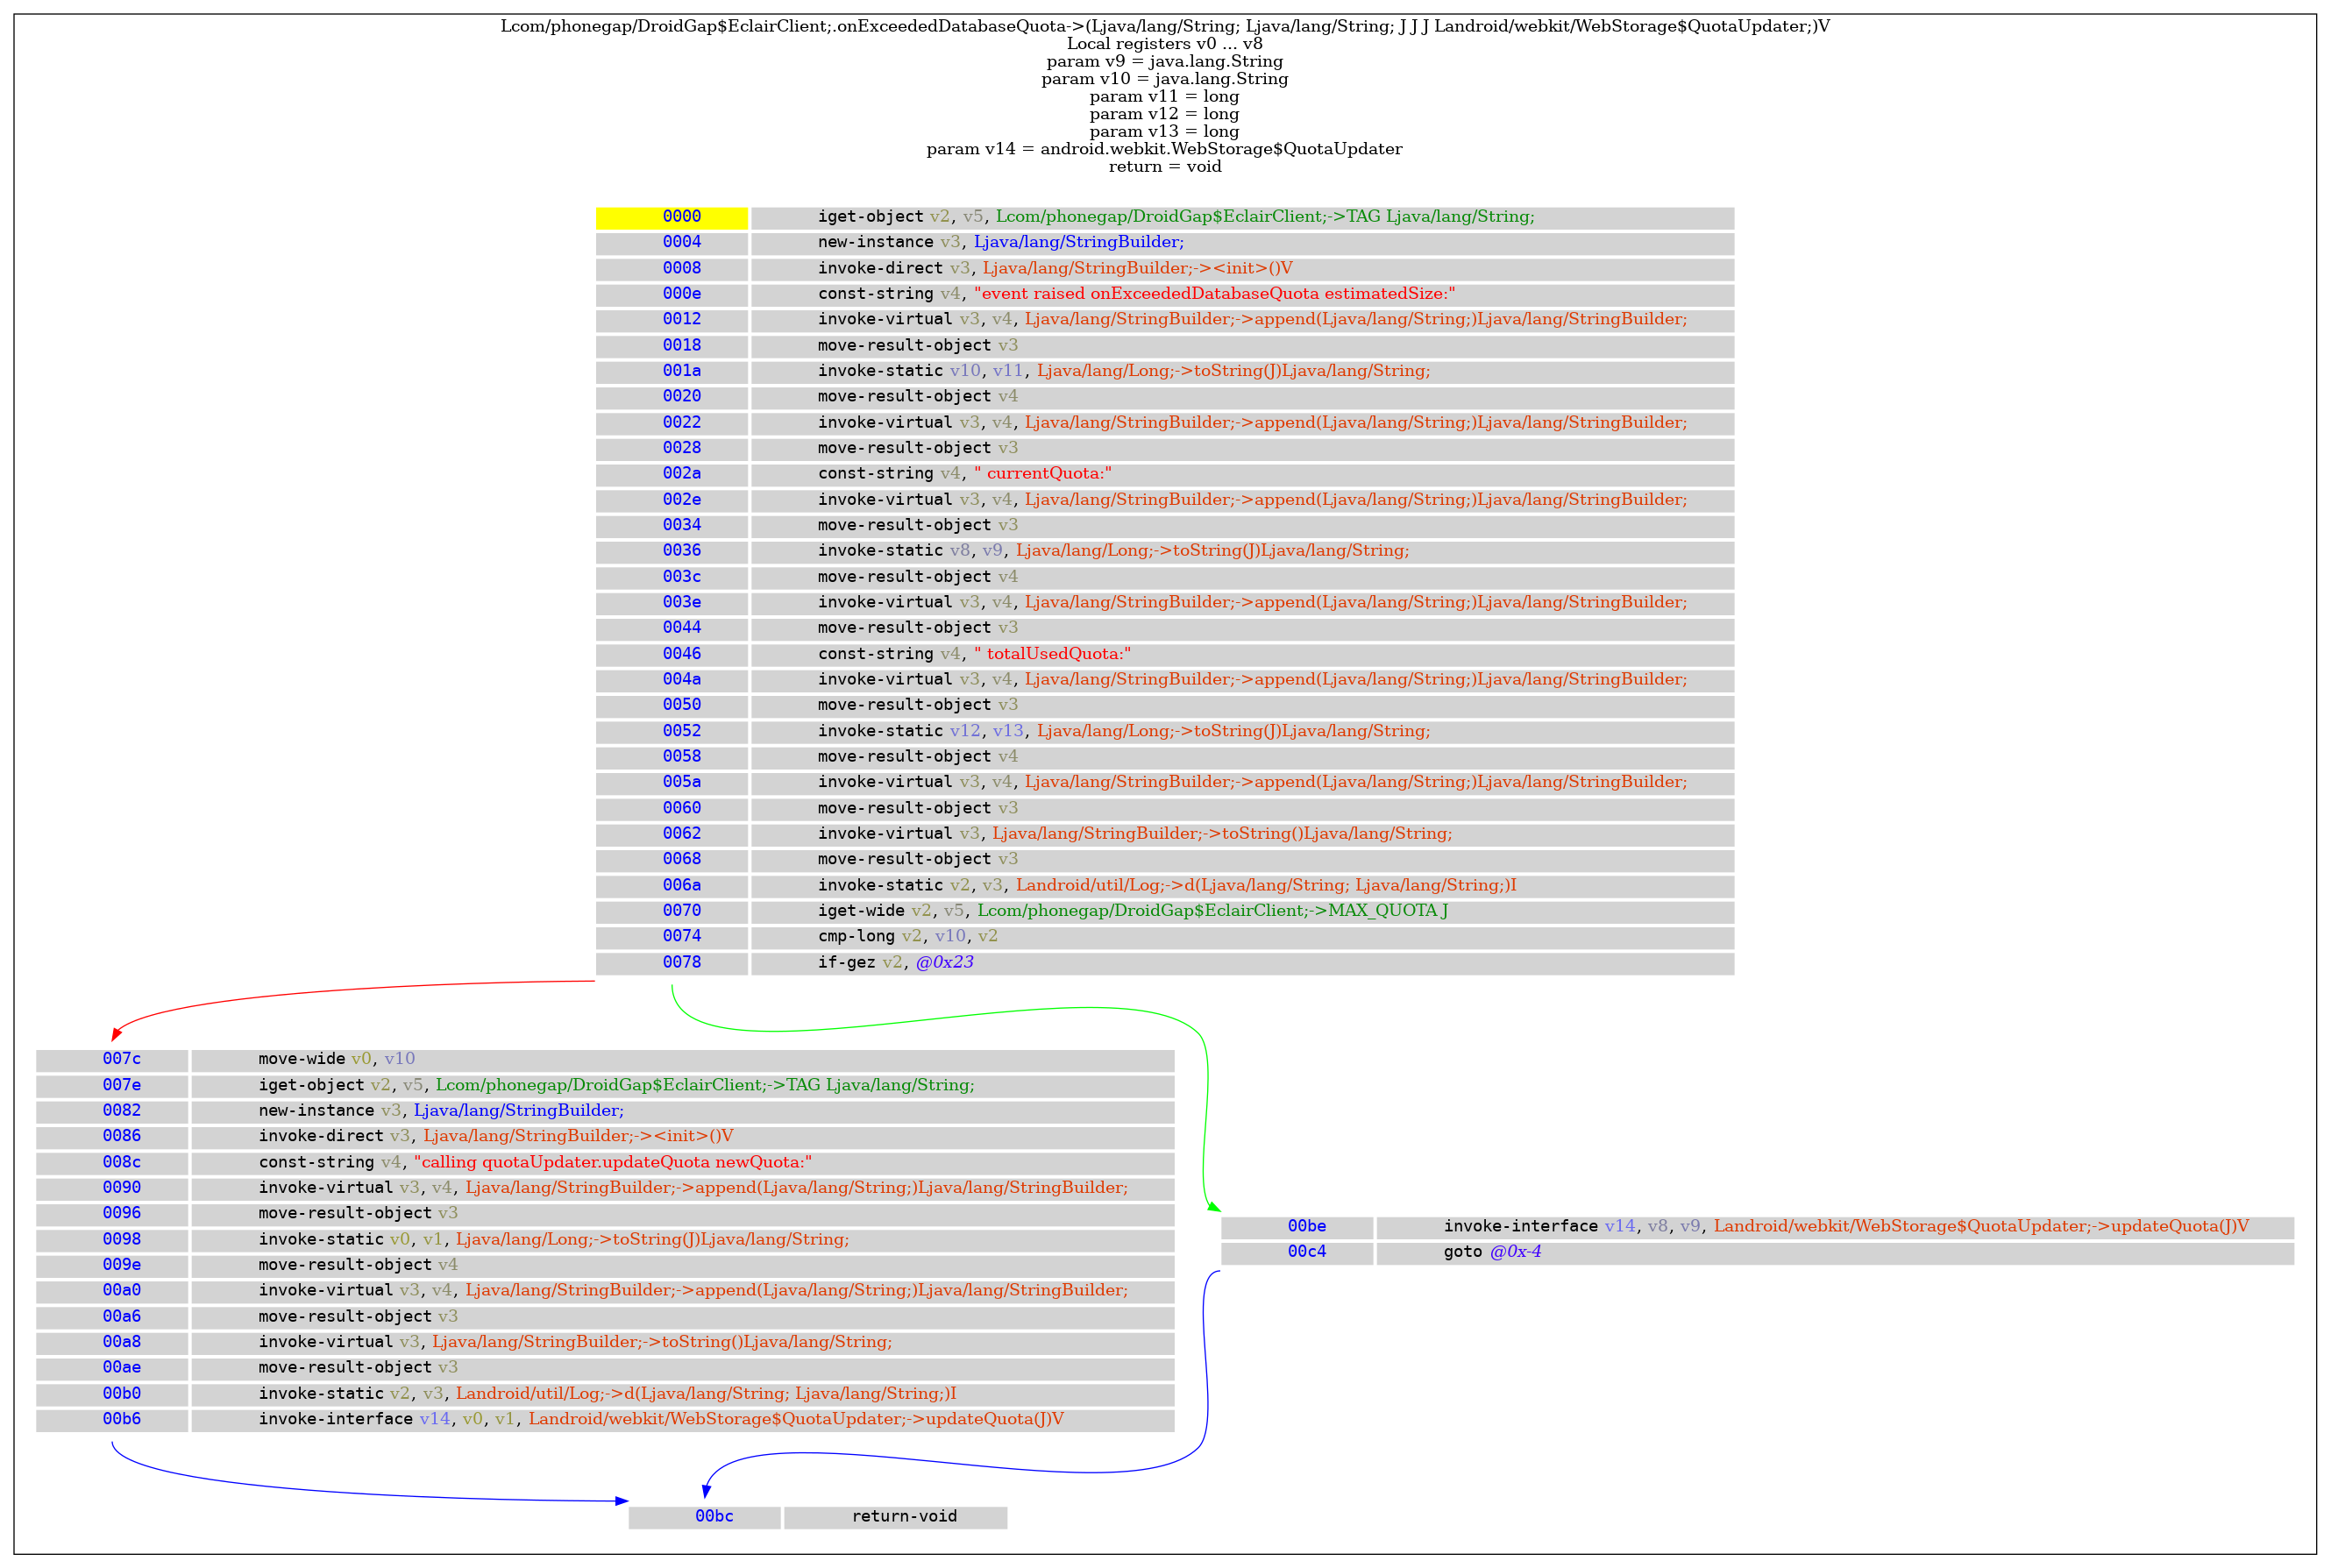 Lcom/phonegap/DroidGap$EclairClient;.onExceededDatabaseQuota->(Ljava/lang/String; Ljava/lang/String; J J J Landroid/webkit/WebStorage$QuotaUpdater;)V
Local registers v0 ... v8
param v9 = java.lang.String
param v10 = java.lang.String
param v11 = long
param v12 = long
param v13 = long
param v14 = android.webkit.WebStorage$QuotaUpdater
return = void
0000 iget-object v2, v5, Lcom/phonegap/DroidGap$EclairClient;->TAG Ljava/lang/String;
0004 new-instance v3, Ljava/lang/StringBuilder;
0008 invoke-direct v3, Ljava/lang/StringBuilder;-><init>()V
000e const-string v4, "event raised onExceededDatabaseQuota estimatedSize:"
0012 invoke-virtual v3, v4, Ljava/lang/StringBuilder;->append(Ljava/lang/String;)Ljava/lang/StringBuilder;
0018 move-result-object v3
001a invoke-static v10, v11, Ljava/lang/Long;->toString(J)Ljava/lang/String;
0020 move-result-object v4
0022 invoke-virtual v3, v4, Ljava/lang/StringBuilder;->append(Ljava/lang/String;)Ljava/lang/StringBuilder;
0028 move-result-object v3
002a const-string v4, " currentQuota:"
002e invoke-virtual v3, v4, Ljava/lang/StringBuilder;->append(Ljava/lang/String;)Ljava/lang/StringBuilder;
0034 move-result-object v3
0036 invoke-static v8, v9, Ljava/lang/Long;->toString(J)Ljava/lang/String;
003c move-result-object v4
003e invoke-virtual v3, v4, Ljava/lang/StringBuilder;->append(Ljava/lang/String;)Ljava/lang/StringBuilder;
0044 move-result-object v3
0046 const-string v4, " totalUsedQuota:"
004a invoke-virtual v3, v4, Ljava/lang/StringBuilder;->append(Ljava/lang/String;)Ljava/lang/StringBuilder;
0050 move-result-object v3
0052 invoke-static v12, v13, Ljava/lang/Long;->toString(J)Ljava/lang/String;
0058 move-result-object v4
005a invoke-virtual v3, v4, Ljava/lang/StringBuilder;->append(Ljava/lang/String;)Ljava/lang/StringBuilder;
0060 move-result-object v3
0062 invoke-virtual v3, Ljava/lang/StringBuilder;->toString()Ljava/lang/String;
0068 move-result-object v3
006a invoke-static v2, v3, Landroid/util/Log;->d(Ljava/lang/String; Ljava/lang/String;)I
0070 iget-wide v2, v5, Lcom/phonegap/DroidGap$EclairClient;->MAX_QUOTA J
0074 cmp-long v2, v10, v2
0078 if-gez v2, @0x23
007c move-wide v0, v10
007e iget-object v2, v5, Lcom/phonegap/DroidGap$EclairClient;->TAG Ljava/lang/String;
0082 new-instance v3, Ljava/lang/StringBuilder;
0086 invoke-direct v3, Ljava/lang/StringBuilder;-><init>()V
008c const-string v4, "calling quotaUpdater.updateQuota newQuota:"
0090 invoke-virtual v3, v4, Ljava/lang/StringBuilder;->append(Ljava/lang/String;)Ljava/lang/StringBuilder;
0096 move-result-object v3
0098 invoke-static v0, v1, Ljava/lang/Long;->toString(J)Ljava/lang/String;
009e move-result-object v4
00a0 invoke-virtual v3, v4, Ljava/lang/StringBuilder;->append(Ljava/lang/String;)Ljava/lang/StringBuilder;
00a6 move-result-object v3
00a8 invoke-virtual v3, Ljava/lang/StringBuilder;->toString()Ljava/lang/String;
00ae move-result-object v3
00b0 invoke-static v2, v3, Landroid/util/Log;->d(Ljava/lang/String; Ljava/lang/String;)I
00b6 invoke-interface v14, v0, v1, Landroid/webkit/WebStorage$QuotaUpdater;->updateQuota(J)V
00be invoke-interface v14, v8, v9, Landroid/webkit/WebStorage$QuotaUpdater;->updateQuota(J)V
00c4 goto @0x-4
00bc return-void